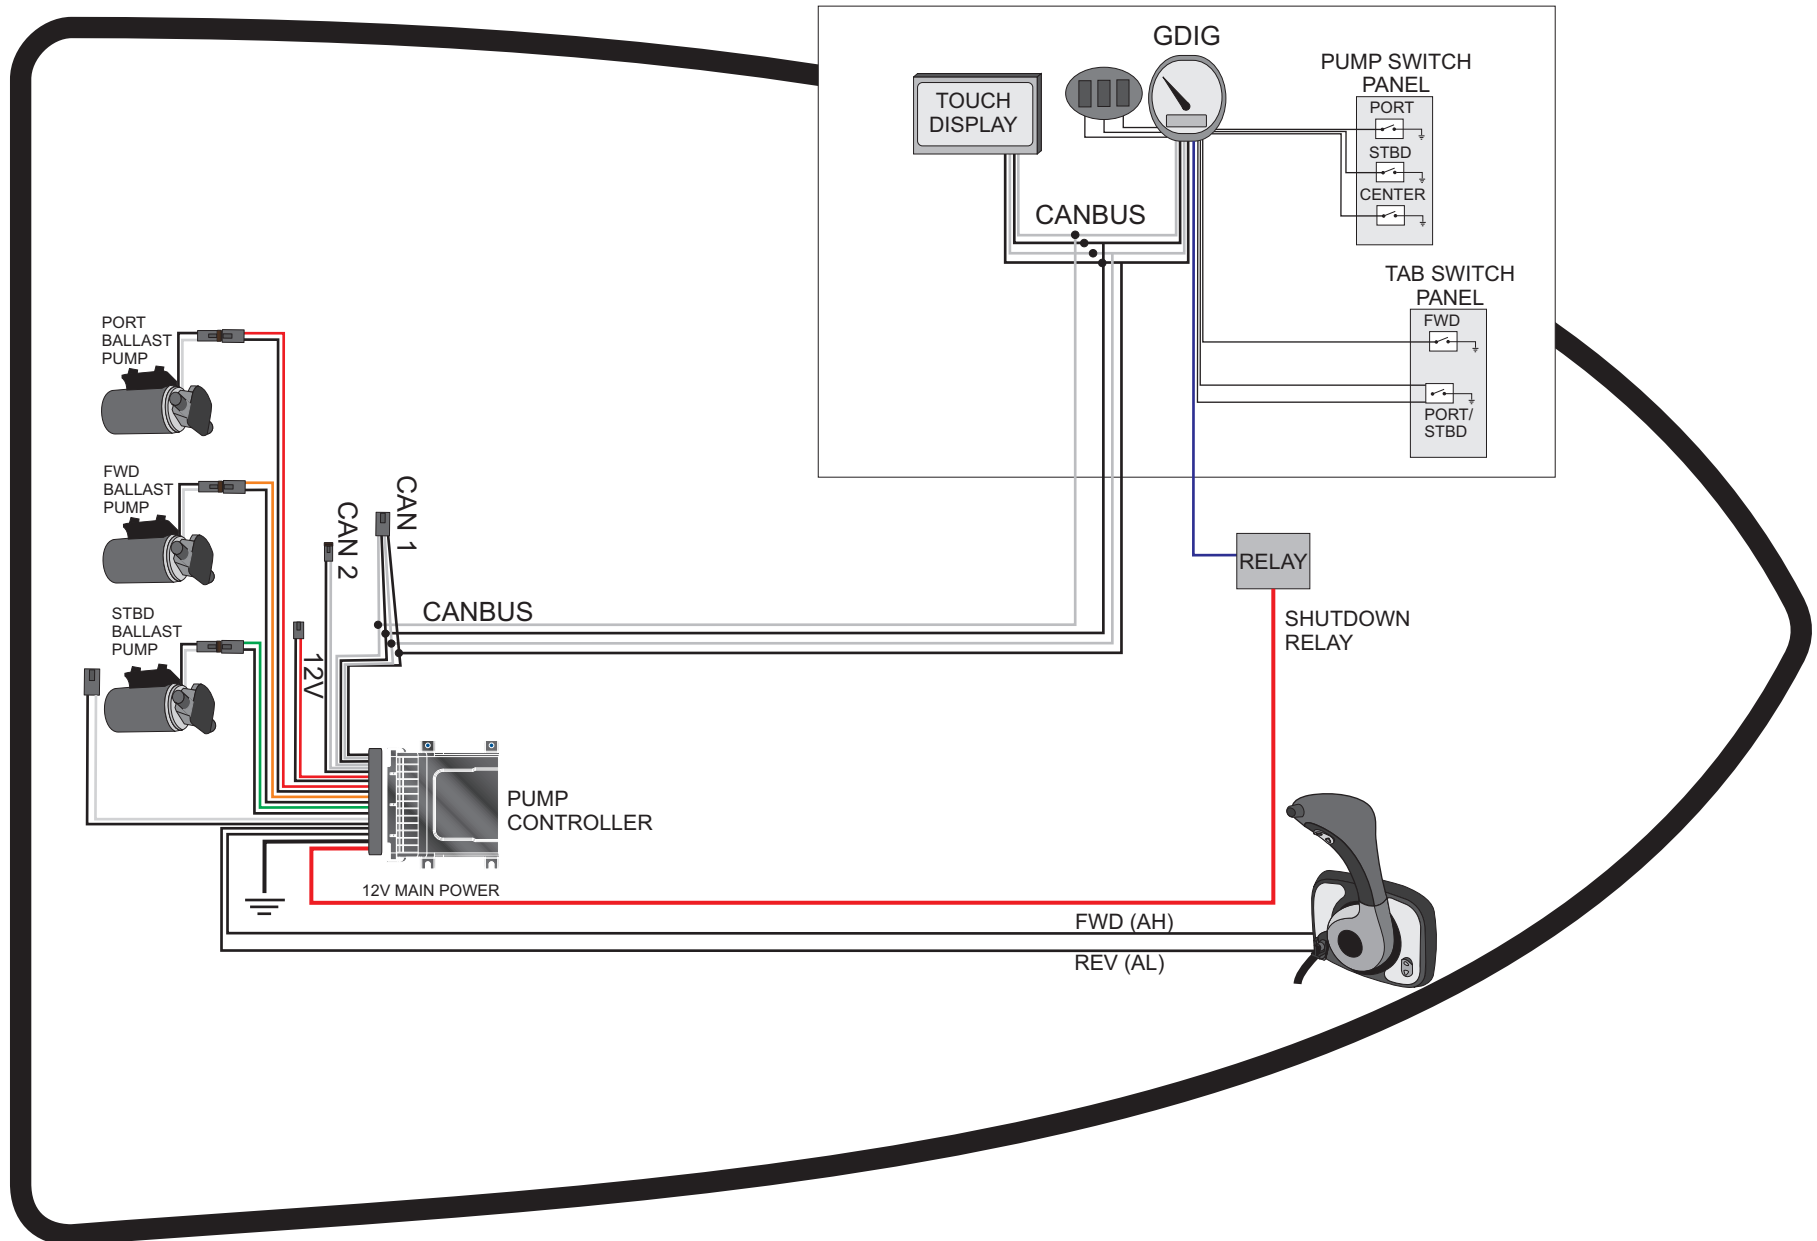 GDIG
PUMP SWITCH
PANEL
PORT
STBD
CENTER
TOUCH
DISPLAY
CANBUS
TAB SWITCH
PANEL
FWD
PORT/
STBD
PORT
BALLAST
PUMP
FWD
BALLAST
PUMP
STBD
BALLAST
PUMP
CAN 1
CAN 2
12V
CANBUS
RELAY
SHUTDOWN
RELAY
PUMP
CONTROLLER
12V MAIN POWER
FWD (AH)
REV (AL)